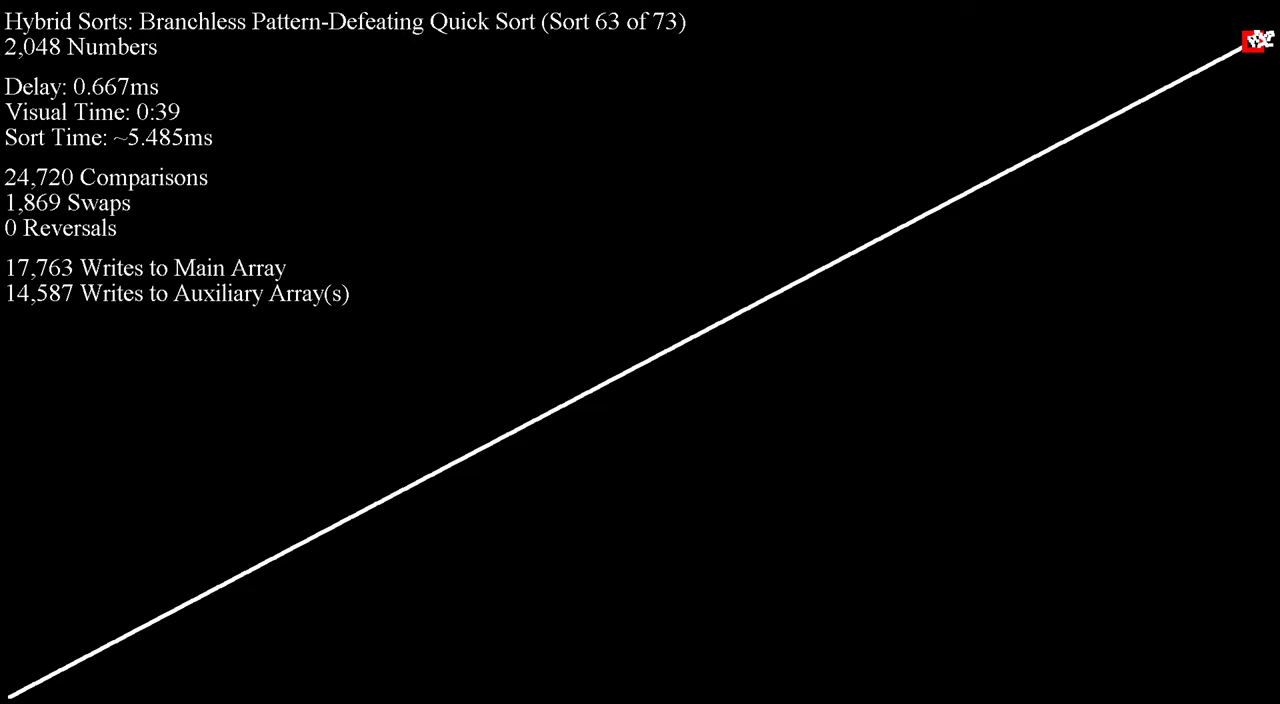 Hybrid Sorts: Branchless Pattern-Defeating Quick Sort (Sort 63 of 73)
2,048 Numbers
Delay: 0.667ms
Visual Time: 0:39
Sort Time: ~5.485ms
24,720 Comparisons
1,869 Swaps
0 Reversals
17,763 Writes to Main Array
14,587 Writes to Auxiliary Array(s)